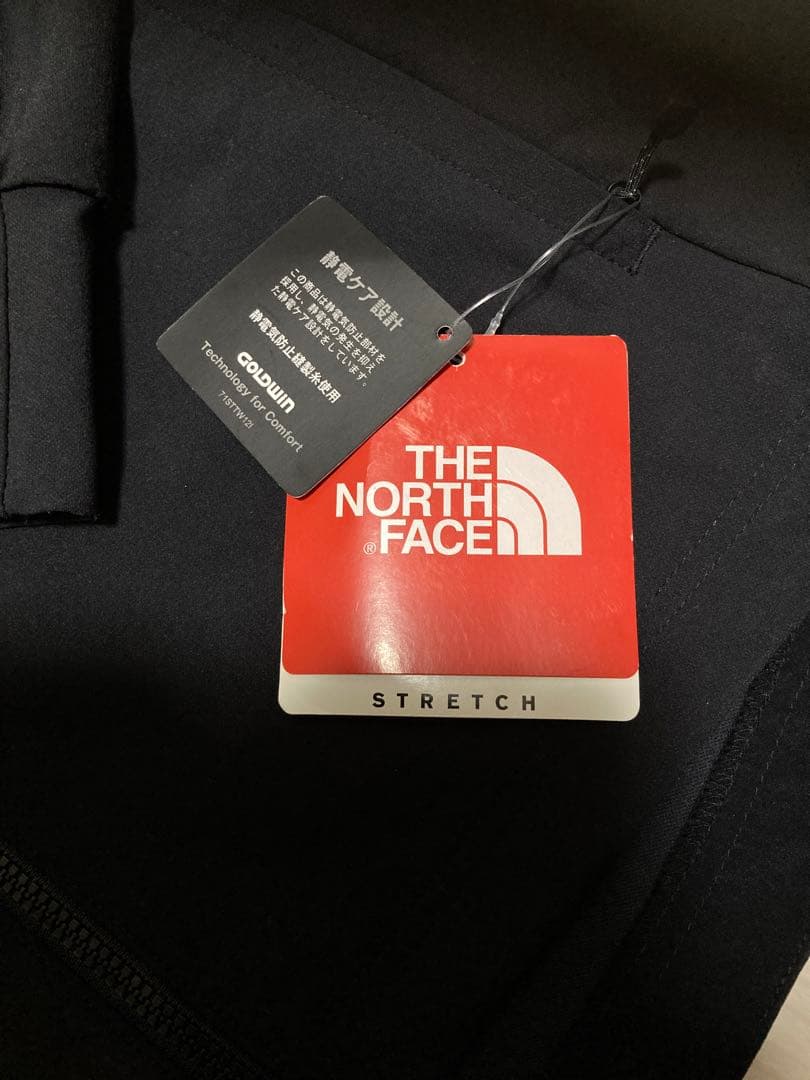 静電ケア設計
この商品は静電気防止部材を
採用し、静電気の発生を抑え
た静電ケア設計をしています。
静電気防止縫製糸使用
GOLDWIN
Technology for Comfort
71STTW12I
THE
NORTH
® FACE
STRETCH